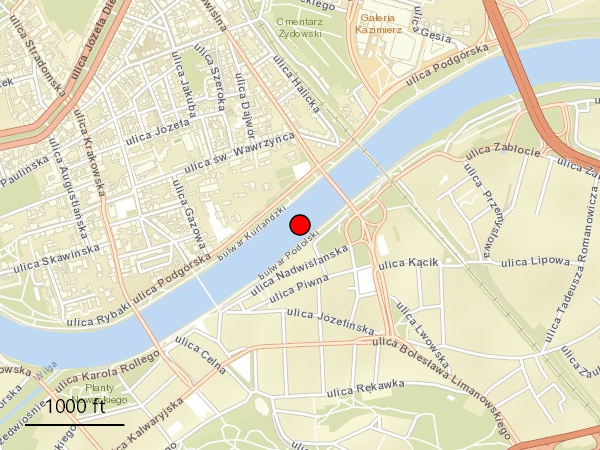 Cmentarz
Żydowski
Galeria
Kazimierz
ulica Gęsia
ulica Podgórska
ulica Stradomska
ulica Józefa Die
owiślna
ulica Szeroka
ulica Jakuba
ulica Dajwór
ulica Halicka
ulica Józefa
ulica św. Wawrzyńca
ulica Krakowska
Paulińska
ulica Augustiańska
ulica Gazowa
ulica Skawińska
bulwar Kurlandzki
bulwar Podolski
ulica Zabłocie
ulica Przemysłowa
ulica Tadeusza Romanowicza
ulica Lipowa
ulica Kącik
ulica Nadwiślańska
ulica Piwna
ulica Podgórska
ulica Rybaki
ulica Józefińska
ulica Lwowska
ulica Bolesława Limanowskiego
ulica Celna
ulica Karola Rollego
Wilga
Planty
Nowackiego
ulica Rękawka
ulica Kalwaryjska
1000 ft